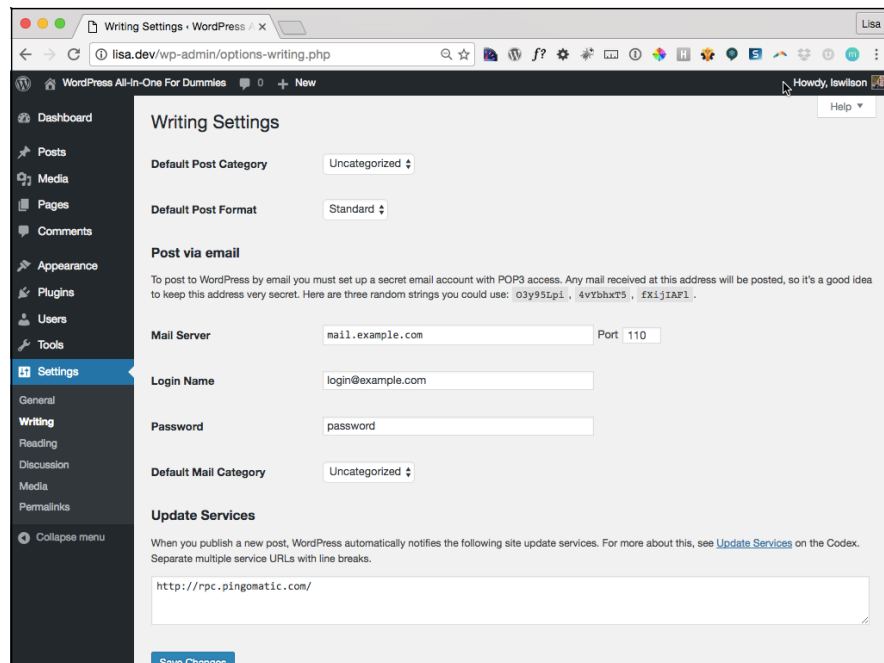 Writing Settings ‹ WordPress
Lisa
lisa.dev/wp-admin/options-writing.php
WordPress All-In-One For Dummies 0 + New
Howdy, lswilson
Help ▼
Dashboard
Posts
Media
Pages
Comments
Appearance
Plugins
Users
Tools
Settings
General
Writing
Reading
Discussion
Media
Permalinks
Collapse menu
Writing Settings
Default Post Category Uncategorized
Default Post Format Standard
Post via email
To post to WordPress by email you must set up a secret email account with POP3 access. Any mail received at this address will be posted, so it's a good idea
to keep this address very secret. Here are three random strings you could use: O3y95Lpi , 4vYbhxT5 , fXijIAFl .
Mail Server mail.example.com Port 110
Login Name login@example.com
Password password
Default Mail Category Uncategorized
Update Services
When you publish a new post, WordPress automatically notifies the following site update services. For more about this, see Update Services on the Codex.
Separate multiple service URLs with line breaks.
http://rpc.pingomatic.com/
Save Changes